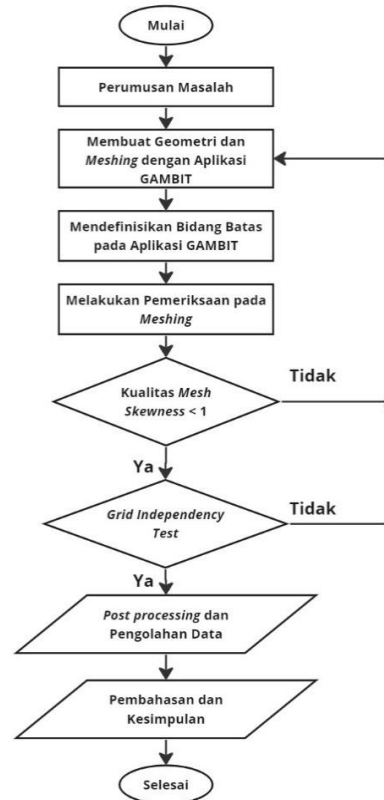 Mulai
Perumusan Masalah
Membuat Geometri dan
Meshing dengan Aplikasi
GAMBIT
Mendefinisikan Bidang Batas
pada Aplikasi GAMBIT
Melakukan Pemeriksaan pada
Meshing
Kualitas Mesh
Skewness < 1
Tidak
Ya
Grid Independency
Test
Tidak
Ya
Post processing dan
Pengolahan Data
Pembahasan dan
Kesimpulan
Selesai